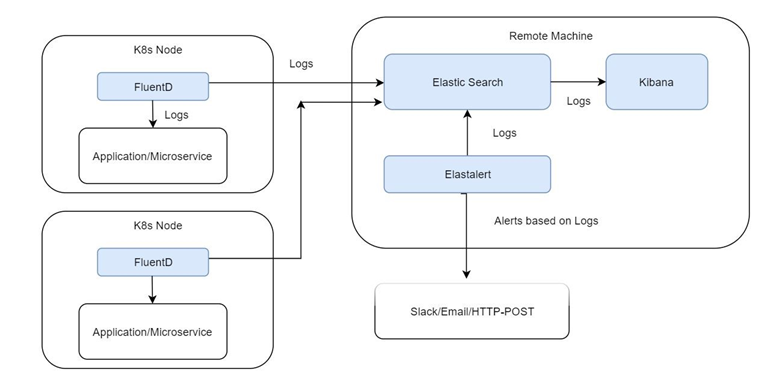 K8s Node
FluentD
Logs
Application/Microservice
Logs
K8s Node
FluentD
Application/Microservice
Remote Machine
Elastic Search
Logs
Kibana
Logs
Elastalert
Alerts based on Logs
Slack/Email/HTTP-POST